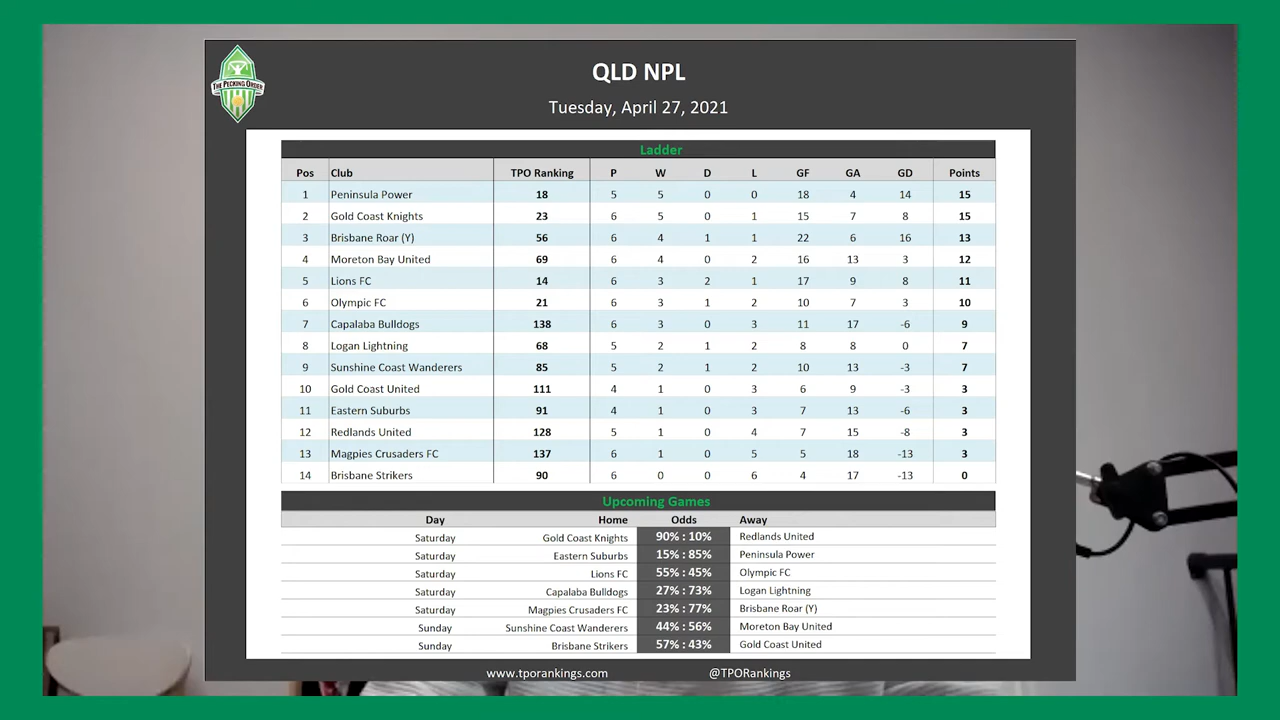 THE PECKING ORDER
QLD NPL
Tuesday, April 27, 2021
Ladder
Pos Club TPO Ranking P W D L GF GA GD Points
1 Peninsula Power 18 5 5 0 0 18 4 14 15
2 Gold Coast Knights 23 6 5 0 1 15 7 8 15
3 Brisbane Roar (Y) 56 6 4 1 1 22 6 16 13
4 Moreton Bay United 69 6 4 0 2 16 13 3 12
5 Lions FC 14 6 3 2 1 17 9 8 11
6 Olympic FC 21 6 3 1 2 10 7 3 10
7 Capalaba Bulldogs 138 6 3 0 3 11 17 -6 9
8 Logan Lightning 68 5 2 1 2 8 8 0 7
9 Sunshine Coast Wanderers 85 5 2 1 2 10 13 -3 7
10 Gold Coast United 111 4 1 0 3 6 9 -3 3
11 Eastern Suburbs 91 4 1 0 3 7 13 -6 3
12 Redlands United 128 5 1 0 4 7 15 -8 3
13 Magpies Crusaders FC 137 6 1 0 5 5 18 -13 3
14 Brisbane Strikers 90 6 0 0 6 4 17 -13 0
Upcoming Games
Day Home Odds Away
Saturday Gold Coast Knights 90% : 10% Redlands United
Saturday Eastern Suburbs 15% : 85% Peninsula Power
Saturday Lions FC 55% : 45% Olympic FC
Saturday Capalaba Bulldogs 27% : 73% Logan Lightning
Saturday Magpies Crusaders FC 23% : 77% Brisbane Roar (Y)
Sunday Sunshine Coast Wanderers 44% : 56% Moreton Bay United
Sunday Brisbane Strikers 57% : 43% Gold Coast United
www.tporankings.com @TPORankings